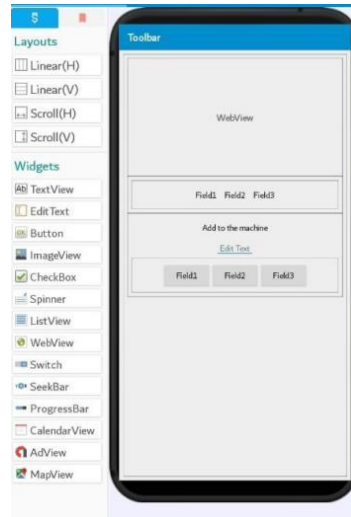 Layouts
Linear(H)
Linear(V)
Scroll(H)
Scroll(V)
Widgets
Ab TextView
EditText
Button
ImageView
CheckBox
Spinner
ListView
WebView
Switch
SeekBar
ProgressBar
CalendarView
AdView
MapView
Toolbar
WebView
Field1 Field2 Field3
Add to the machine
Edit Text
Field1 Field2 Field3